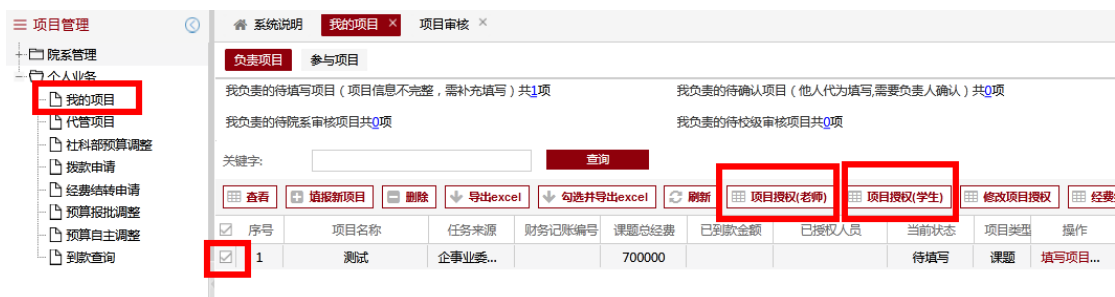 项目管理
系统说明 我的项目 × 项目审核 ×
院系管理
个人业务
我的项目
代管项目
社科部预算调整
拨款申请
经费结转申请
预算报批调整
预算自主调整
到款查询
负责项目 参与项目
我负责的待填写项目（项目信息不完整，需补充填写）共1项 我负责的待确认项目（他人代为填写,需要负责人确认）共0项
我负责的待院系审核项目共0项 我负责的待校级审核项目共0项
关键字: 查询
查看 填报新项目 删除 导出excel 勾选并导出excel 刷新 项目授权(老师) 项目授权(学生) 修改项目授权 经费
序号 项目名称 任务来源 财务记账编号 课题总经费 已到款金额 已授权人员 当前状态 项目类型 操作
1 测试 企事业委... 700000 待填写 课题 填写项目...